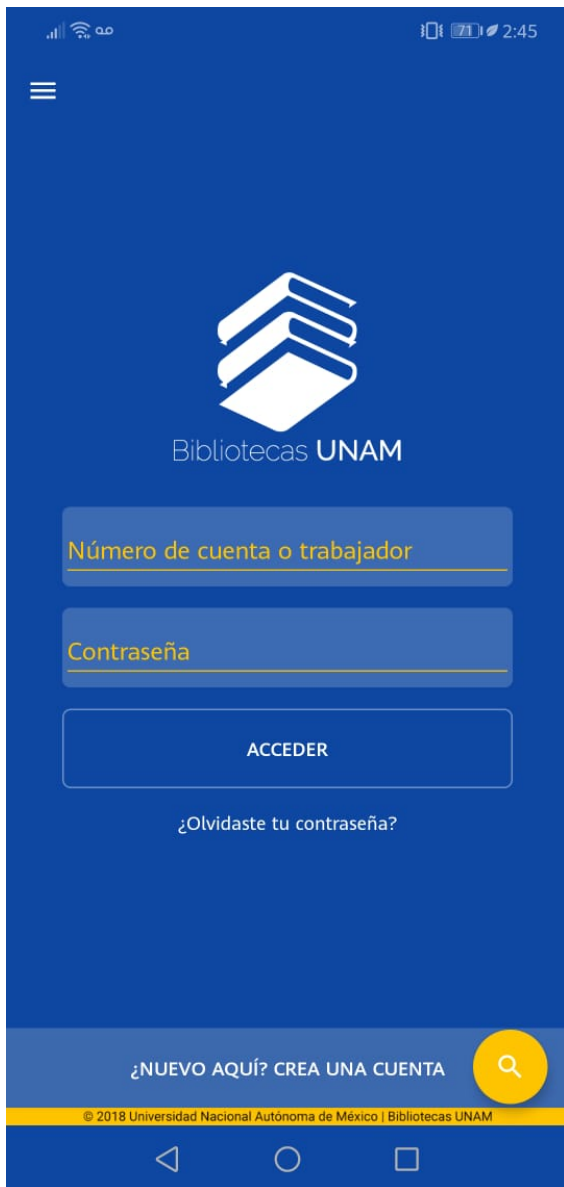 71 2:45
Bibliotecas UNAM
Número de cuenta o trabajador
Contraseña
ACCEDER
¿Olvidaste tu contraseña?
¿NUEVO AQUÍ? CREA UNA CUENTA
© 2018 Universidad Nacional Autónoma de México | Bibliotecas UNAM